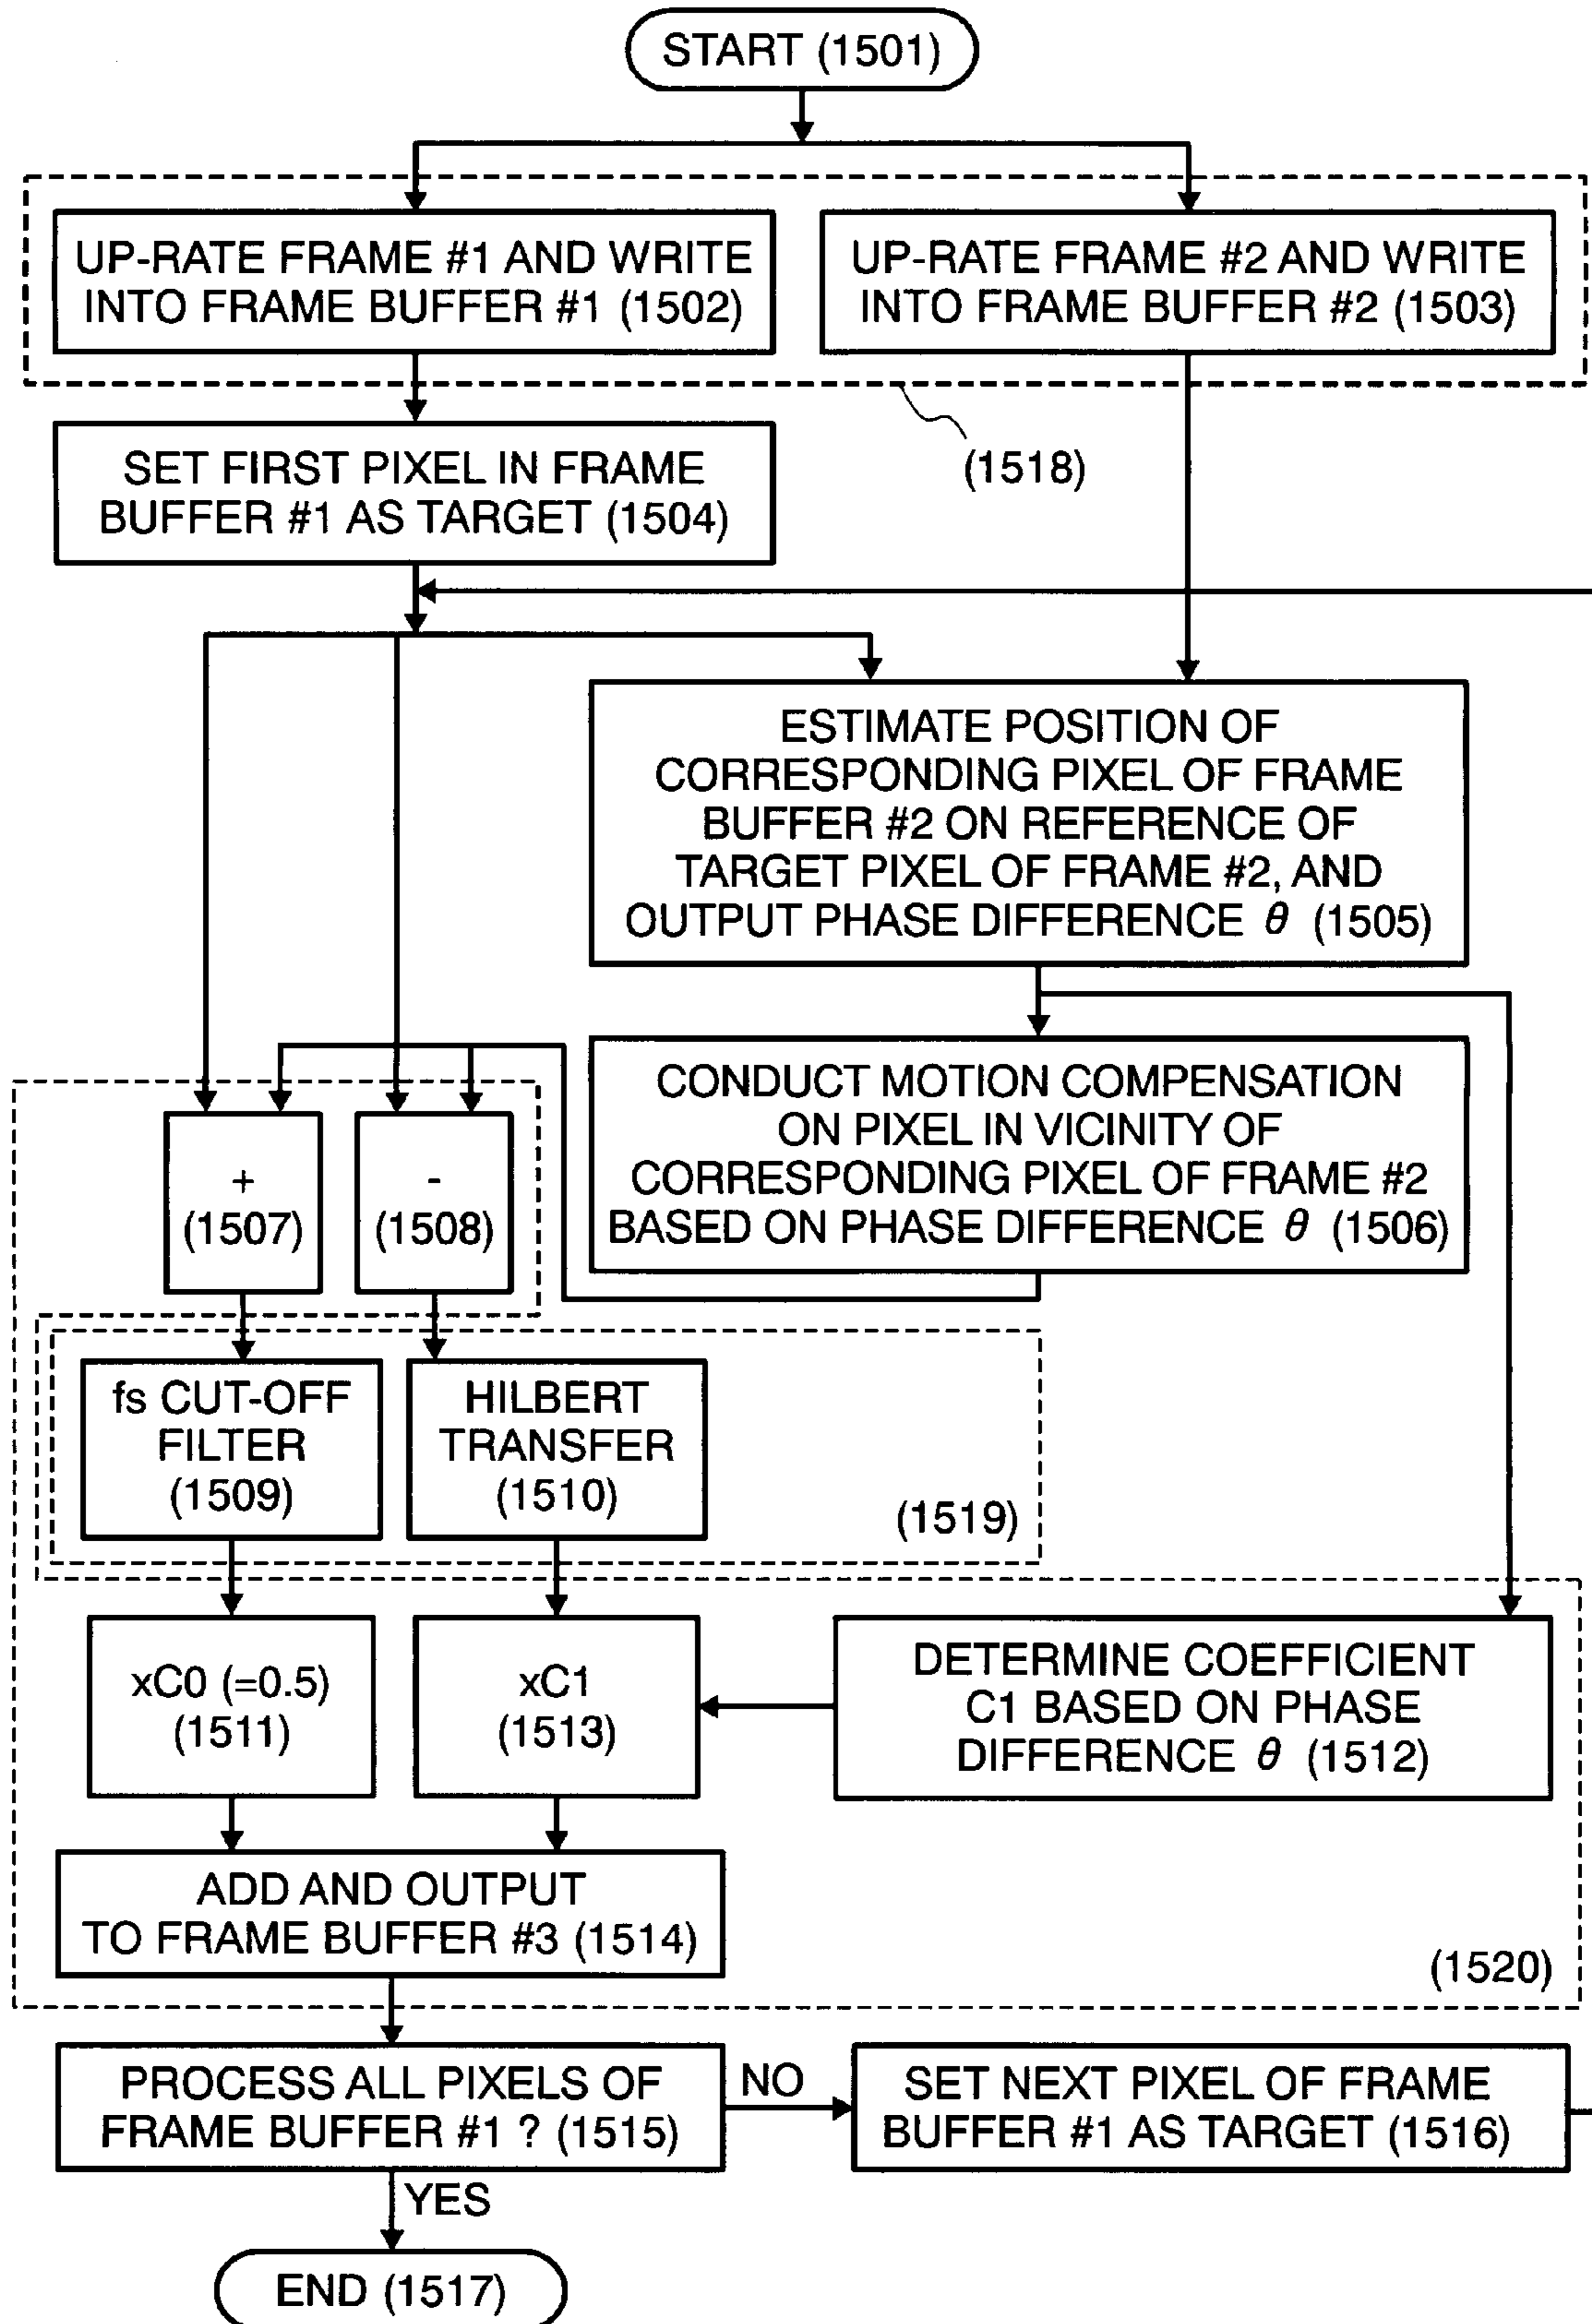 START (1501)
UP-RATE FRAME #1 AND WRITE
INTO FRAME BUFFER #1 (1502)
UP-RATE FRAME #2 AND WRITE
INTO FRAME BUFFER #2 (1503)
(1518)
SET FIRST PIXEL IN FRAME
BUFFER #1 AS TARGET (1504)
ESTIMATE POSITION OF
CORRESPONDING PIXEL OF FRAME
BUFFER #2 ON REFERENCE OF
TARGET PIXEL OF FRAME #2, AND
OUTPUT PHASE DIFFERENCE θ (1505)
CONDUCT MOTION COMPENSATION
ON PIXEL IN VICINITY OF
CORRESPONDING PIXEL OF FRAME #2
BASED ON PHASE DIFFERENCE θ (1506)
+
(1507)
-
(1508)
fs CUT-OFF
FILTER
(1509)
HILBERT
TRANSFER
(1510)
(1519)
xC0 (=0.5)
(1511)
xC1
(1513)
DETERMINE COEFFICIENT
C1 BASED ON PHASE
DIFFERENCE θ (1512)
ADD AND OUTPUT
TO FRAME BUFFER #3 (1514)
(1520)
PROCESS ALL PIXELS OF
FRAME BUFFER #1 ? (1515)
NO
SET NEXT PIXEL OF FRAME
BUFFER #1 AS TARGET (1516)
YES
END (1517)